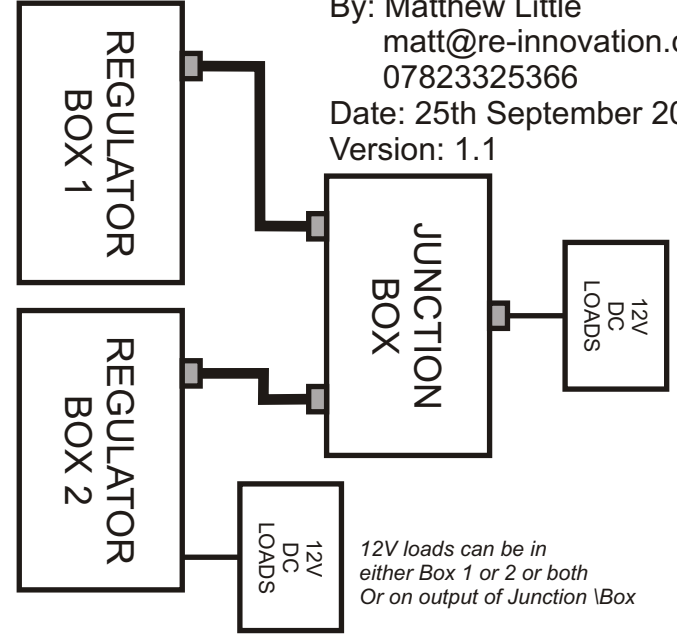 By: Matthew Little
matt@re-innovation.c
07823325366
Date: 25th September 20
Version: 1.1
REGULATOR
BOX 1
JUNCTION
BOX
12V
DC
LOADS
REGULATOR
BOX 2
12V
DC
LOADS
12V loads can be in
either Box 1 or 2 or both
Or on output of Junction \Box